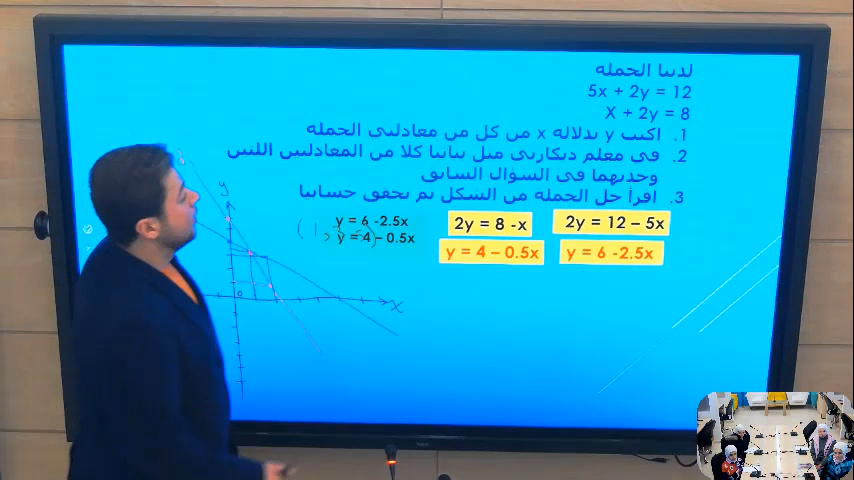 لدينا الجملة
5x + 2y = 12
X + 2y = 8
1. اكتب y بدلالة x من كل من معادلتي الجملة
2. في معلم ديكارتي مثل بيانيا كلا من المعادلتين اللتين
وجدتهما في السؤال السابق
3. اقرأ حل الجملة من الشكل ثم تحقق حسابيا
2y = 12 – 5x
2y = 8 -x
y = 6 -2.5x
y = 6 -2.5x
y = 4 – 0.5x
y = 4 – 0.5x
y
x
0